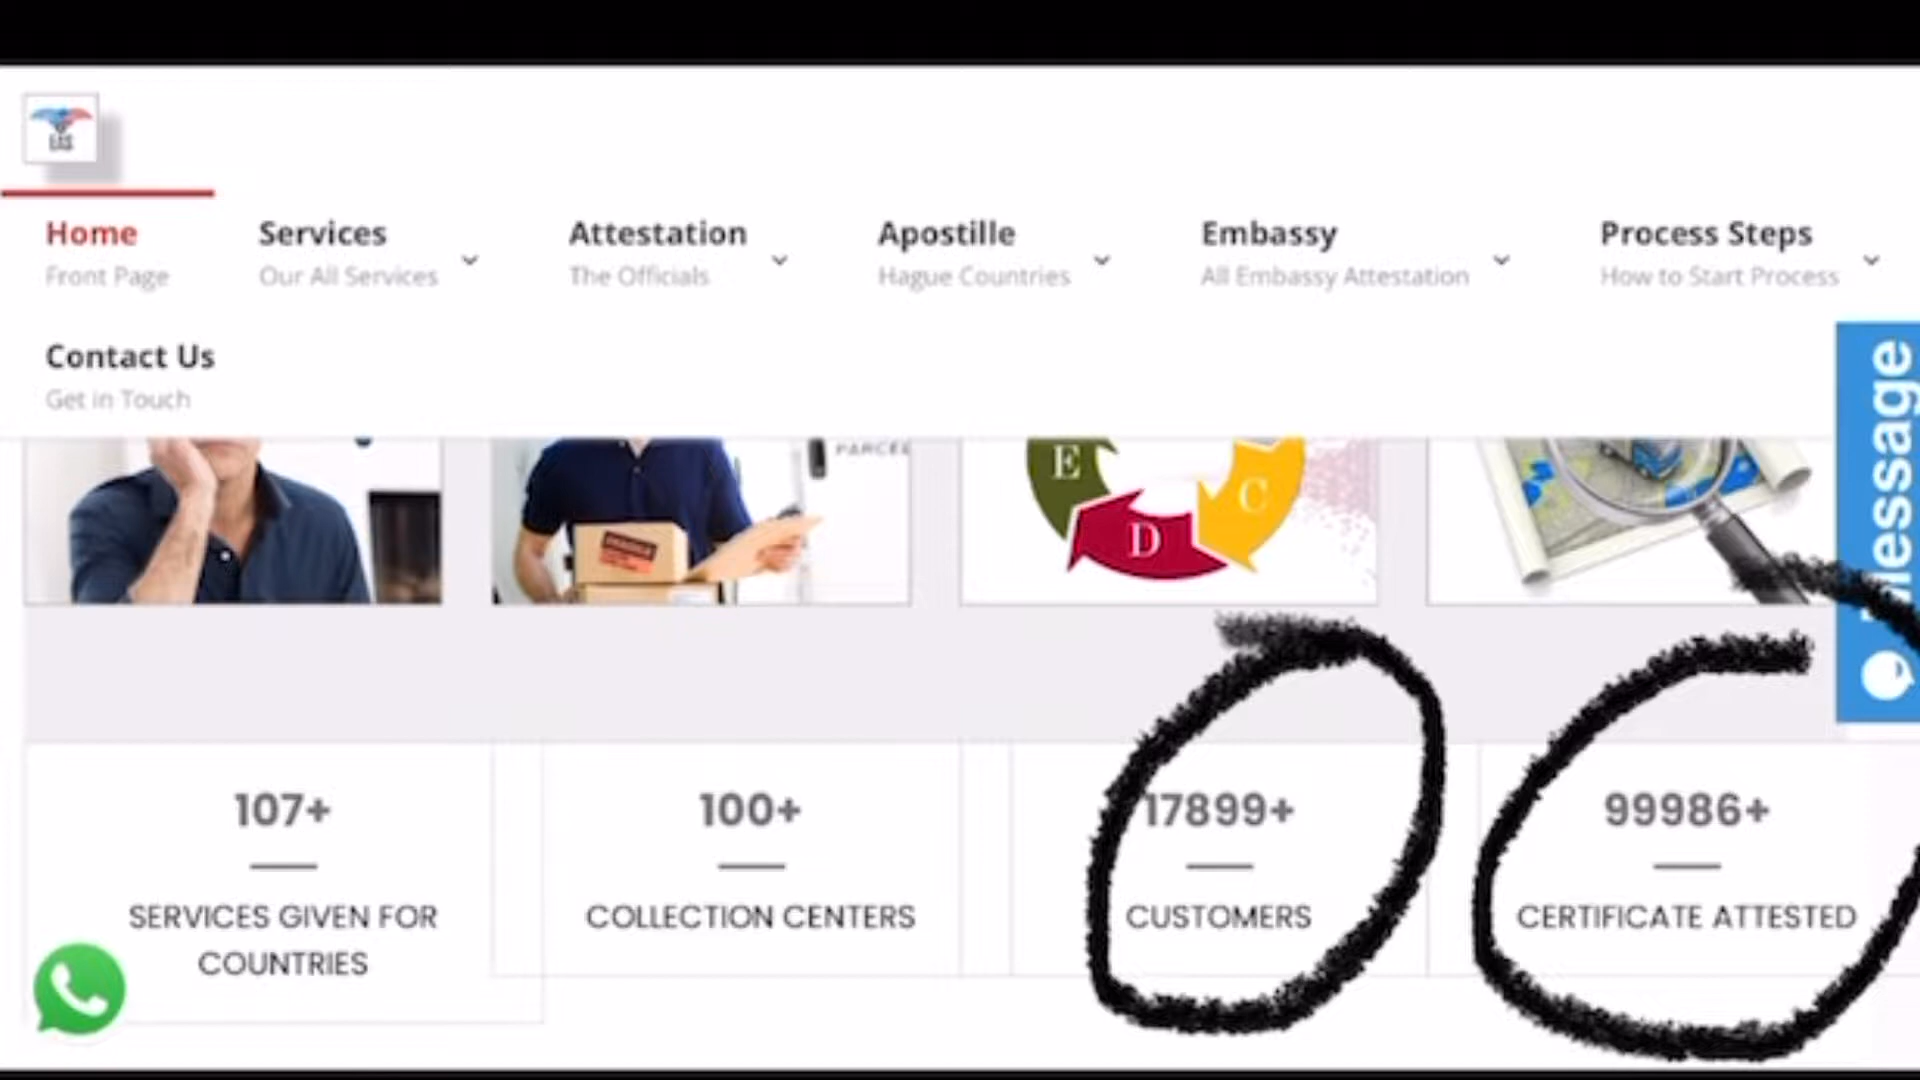 Home
Front Page
Services
Our All Services
Attestation
The Officials
Apostille
Hague Countries
Embassy
All Embassy Attestation
Process Steps
How to Start Process
Contact Us
Get in Touch
Message
PARCEL
E
D
C
107+
SERVICES GIVEN FOR
COUNTRIES
100+
COLLECTION CENTERS
17899+
CUSTOMERS
99986+
CERTIFICATE ATTESTED